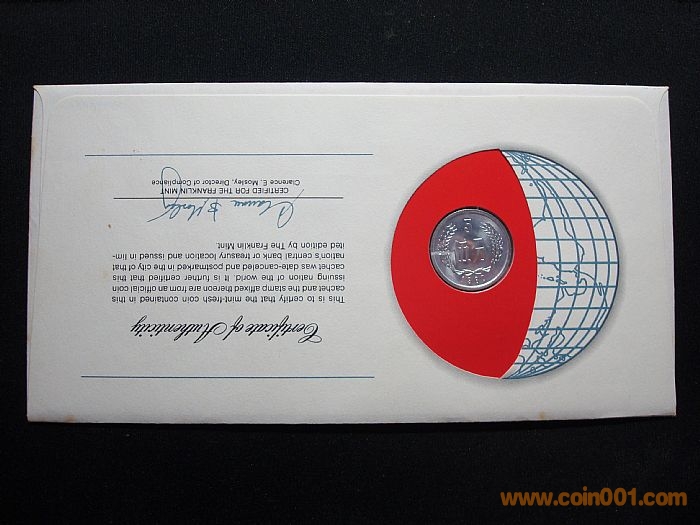 Certificate of Authenticity
This is to certify that the mint-fresh coin contained in this
cachet and the stamp affixed thereon are from an official coin
issuing nation of the world. It is further certified that this
cachet was date-canceled and postmarked in the city of that
nation's central bank or treasury location and issued in lim-
ited edition by The Franklin Mint.
CERTIFIED FOR THE FRANKLIN MINT
Clarence E. Mosley, Director of Compliance
5
www.coin001.com